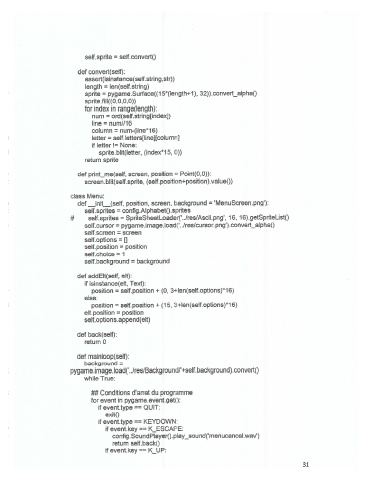 self.sprite = self.convert()
def convert(self):
assert(isinstance(self.string,str))
length = len(self.string)
sprite = pygame.Surface((15*(length+1), 32)).convert_alpha()
sprite.fill((0,0,0,0))
for index in range(length):
num = ord(self.string[index])
line = num//16
column = num-(line*16)
letter = self.letters[line][column]
if letter != None:
sprite.blit(letter, (index*15, 0))
return sprite
def print_me(self, screen, position = Point(0,0)):
screen.blit(self.sprite, (self.position+position).value())
class Menu:
def __init__(self, position, screen, background = 'MenuScreen.png'):
self.sprites = config.Alphabet().sprites
# self.sprites = SpriteSheetLoader('../res/Ascii.png', 16, 16).getSpriteList()
self.cursor = pygame.image.load('../res/cursor.png').convert_alpha()
self.screen = screen
self.options = []
self.position = position
self.choice = 1
self.background = background
def addElt(self, elt):
if isinstance(elt, Text):
position = self.position + (0, 3+len(self.options)*16)
else
position = self.position + (15, 3+len(self.options)*16)
elt.position = position
self.options.append(elt)
def back(self):
return 0
def mainloop(self):
background =
pygame.image.load('../res/Background/'+self.background).convert()
while True:
## Conditions d'arret du programme
for event in pygame.event.get():
if event.type == QUIT:
exit()
if event.type == KEYDOWN:
if event.key == K_ESCAPE:
config.SoundPlayer().play_sound('menucancel.wav')
return self.back()
if event.key == K_UP:
31